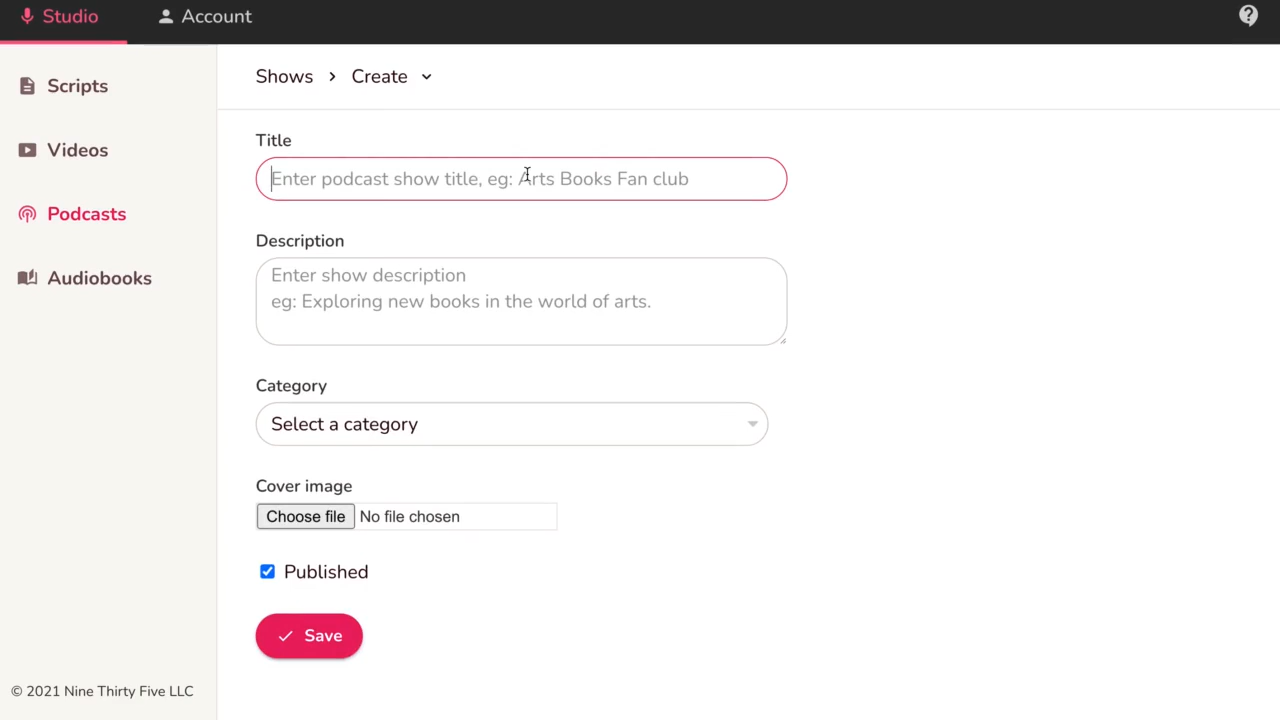 Studio
Account
Scripts
Videos
Podcasts
Audiobooks
© 2021 Nine Thirty Five LLC
Shows
Create
Title
Enter podcast show title, eg: Arts Books Fan club
Description
Enter show description
eg: Exploring new books in the world of arts.
Category
Select a category
Cover image
Choose file No file chosen
Published
Save